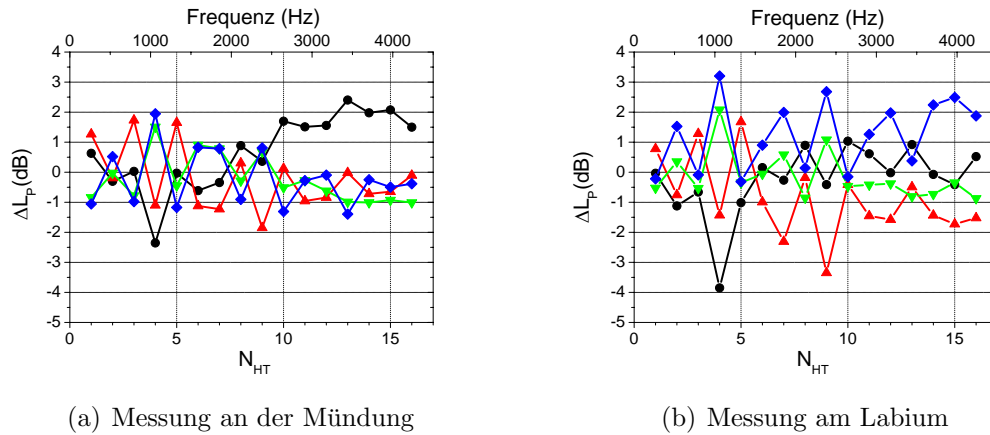 Frequenz (Hz)
0 1000 2000 3000 4000
4
3
2
1
0
-1
-2
-3
-4
-5
ΔL_P(dB)
0 5 10 15
N_HT
(a) Messung an der Mündung
Frequenz (Hz)
0 1000 2000 3000 4000
4
3
2
1
0
-1
-2
-3
-4
-5
ΔL_P(dB)
0 5 10 15
N_HT
(b) Messung am Labium